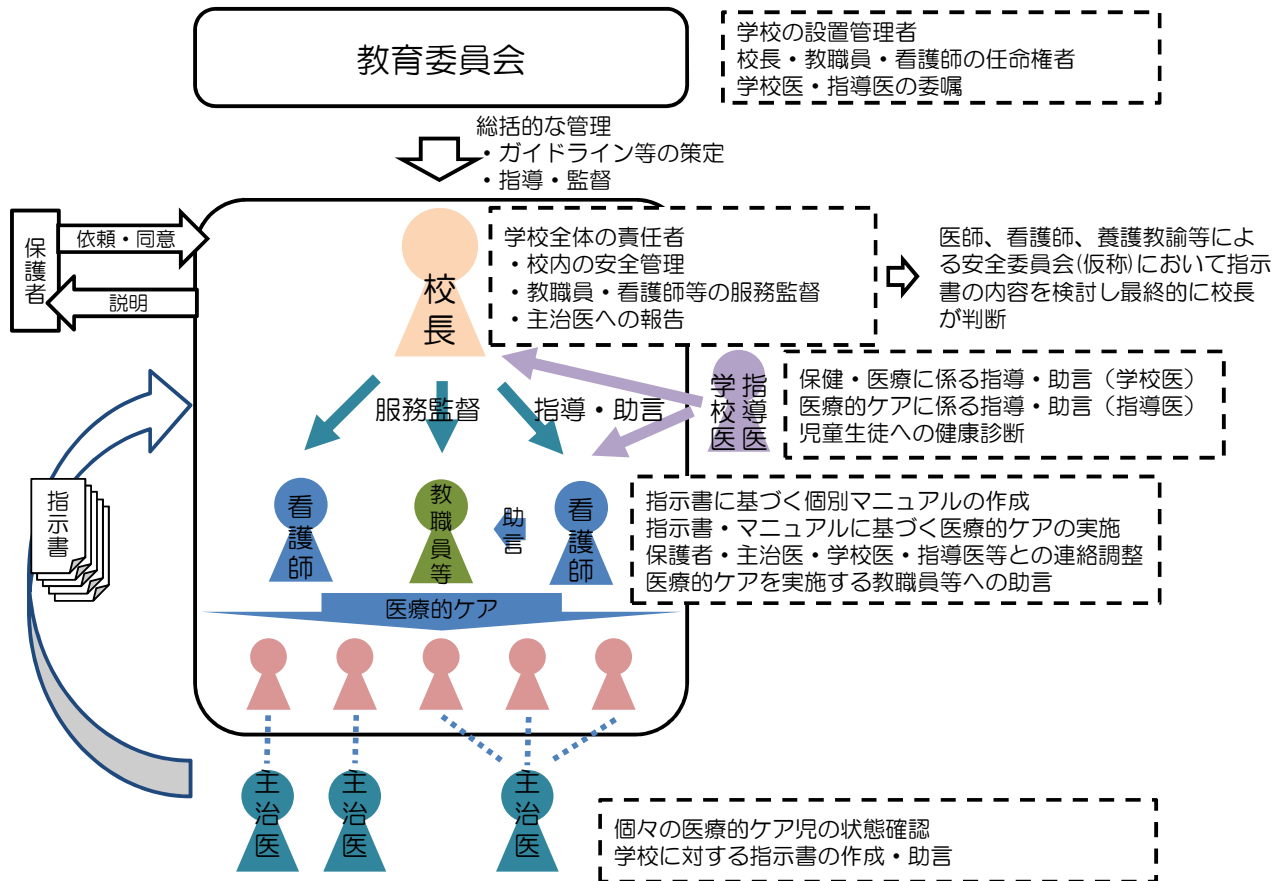 教育委員会
学校の設置管理者
校長・教職員・看護師の任命権者
学校医・指導医の委嘱
総括的な管理
・ガイドライン等の策定
・指導・監督
保護者
依頼・同意
説明
校長
学校全体の責任者
・校内の安全管理
・教職員・看護師等の服務監督
・主治医への報告
医師、看護師、養護教諭等によ
る安全委員会(仮称)において指示
書の内容を検討し最終的に校長
が判断
服務監督
指導・助言
指導医
学校医
保健・医療に係る指導・助言（学校医）
医療的ケアに係る指導・助言（指導医）
児童生徒への健康診断
指示書
看護師
教職員等
助言
看護師
指示書に基づく個別マニュアルの作成
指示書・マニュアルに基づく医療的ケアの実施
保護者・主治医・学校医・指導医等との連絡調整
医療的ケアを実施する教職員等への助言
医療的ケア
主治医
主治医
主治医
個々の医療的ケア児の状態確認
学校に対する指示書の作成・助言